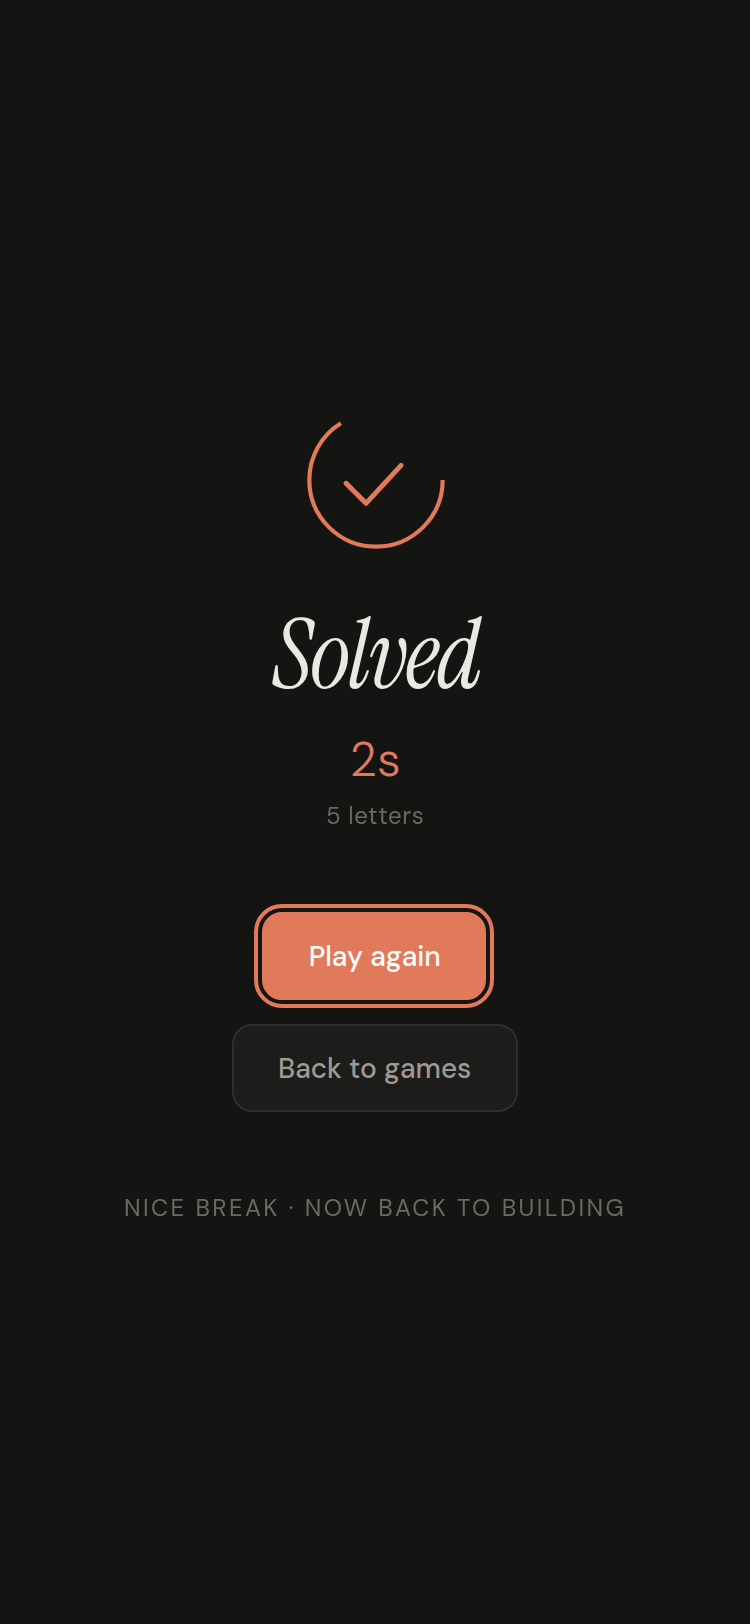 Solved
2s
5 letters
Play again
Back to games
NICE BREAK · NOW BACK TO BUILDING